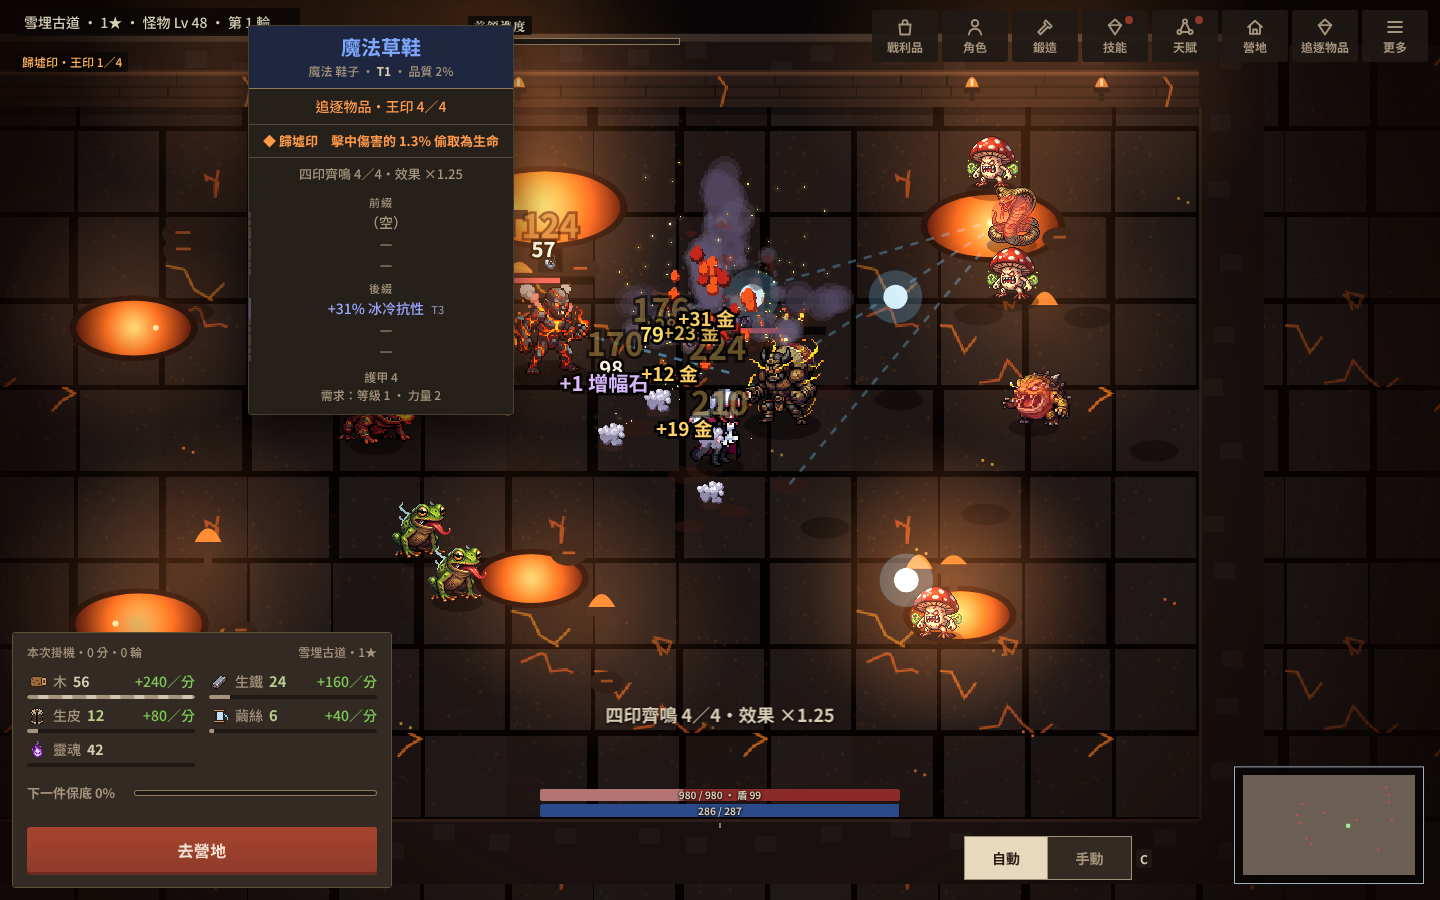 雪埋古道 · 1★ · 怪物 Lv 48 · 第 1 輪
歸墟印・王印 1／4
魔法草鞋
魔法 鞋子 · T1 · 品質 2%
追逐物品・王印 4／4
◆ 歸墟印 擊中傷害的 1.3% 偷取為生命
四印齊鳴 4／4・效果 ×1.25
前綴
（空）
—
—
後綴
+31% 冰冷抗性 T3
—
—
護甲 4
需求：等級 1 · 力量 2
戰利品
角色
鍛造
技能
天賦
營地
追逐物品
更多
124
57
176
+31 金
79
+23 金
170
224
98
+12 金
+1 增幅石
210
+19 金
四印齊鳴 4／4・效果 ×1.25
本次掛機・0 分・0 輪
雪埋古道・1★
木 56 +240／分
生鐵 24 +160／分
生皮 12 +80／分
繭絲 6 +40／分
靈魂 42
下一件保底 0%
去營地
980 / 980 · 盾 99
286 / 287
自動
手動
C